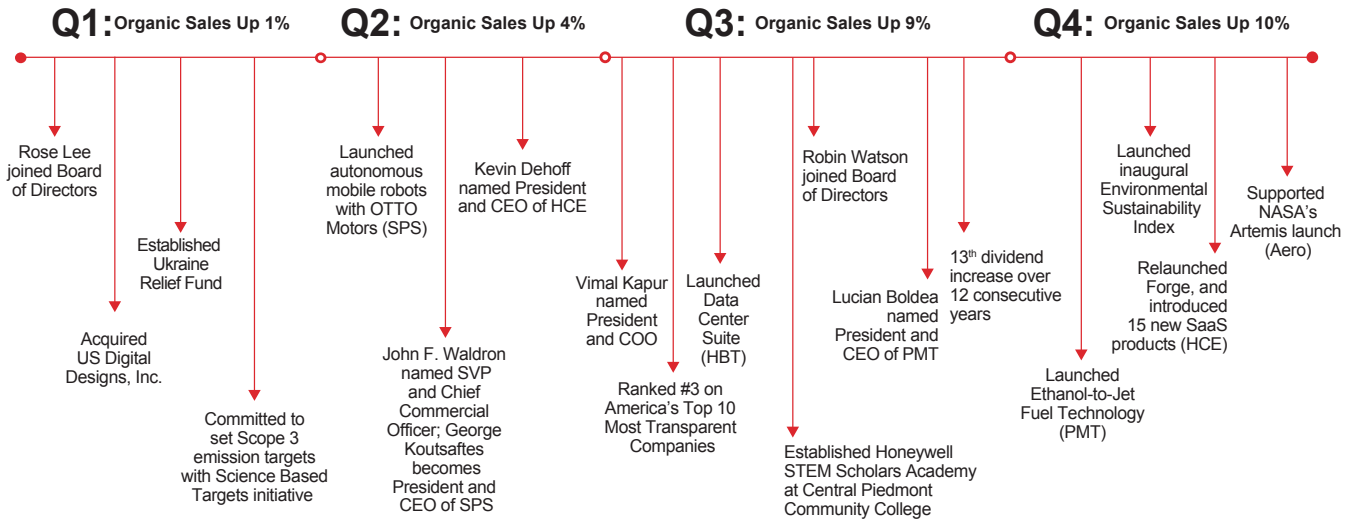 Q1: Organic Sales Up 1%
Rose Lee
joined Board
of Directors
Acquired
US Digital
Designs, Inc.
Established
Ukraine
Relief Fund
Committed to
set Scope 3
emission targets
with Science Based
Targets initiative
Q2: Organic Sales Up 4%
Launched
autonomous
mobile robots
with OTTO
Motors (SPS)
John F. Waldron
named SVP
and Chief
Commercial
Officer; George
Koutsaftes
becomes
President and
CEO of SPS
Kevin Dehoff
named President
and CEO of HCE
Q3: Organic Sales Up 9%
Vimal Kapur
named
President
and COO
Ranked #3 on
America's Top 10
Most Transparent
Companies
Launched
Data
Center
Suite
(HBT)
Established Honeywell
STEM Scholars Academy
at Central Piedmont
Community College
Robin Watson
joined Board
of Directors
Lucian Boldea
named
President and
CEO of PMT
13th dividend
increase over
12 consecutive
years
Q4: Organic Sales Up 10%
Launched
Ethanol-to-Jet
Fuel Technology
(PMT)
Launched
inaugural
Environmental
Sustainability
Index
Relaunched
Forge, and
introduced
15 new SaaS
products (HCE)
Supported
NASA's
Artemis launch
(Aero)